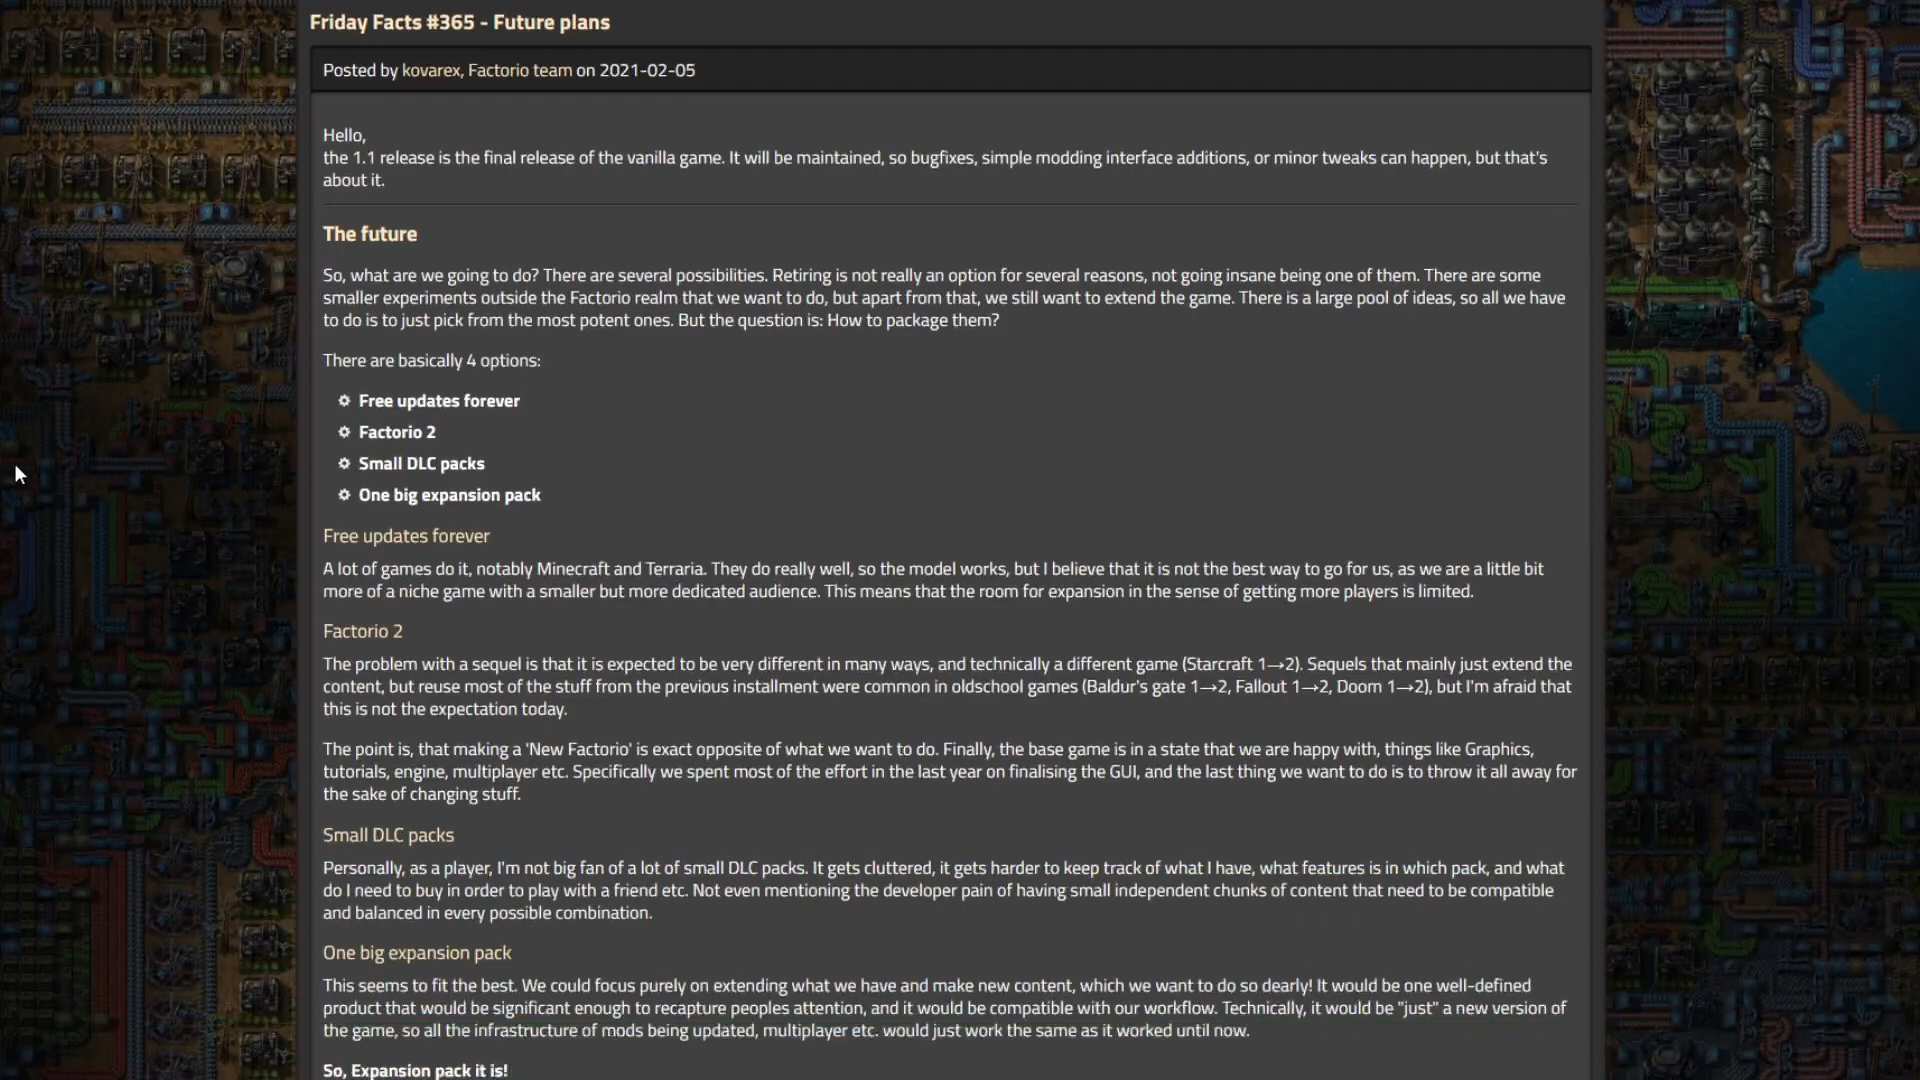 Friday Facts #365 - Future plans
Posted by kovarex, Factorio team on 2021-02-05
Hello,
the 1.1 release is the final release of the vanilla game. It will be maintained, so bugfixes, simple modding interface additions, or minor tweaks can happen, but that's
about it.
The future
So, what are we going to do? There are several possibilities. Retiring is not really an option for several reasons, not going insane being one of them. There are some
smaller experiments outside the Factorio realm that we want to do, but apart from that, we still want to extend the game. There is a large pool of ideas, so all we have
to do is to just pick from the most potent ones. But the question is: How to package them?
There are basically 4 options:
Free updates forever
Factorio 2
Small DLC packs
One big expansion pack
Free updates forever
A lot of games do it, notably Minecraft and Terraria. They do really well, so the model works, but I believe that it is not the best way to go for us, as we are a little bit
more of a niche game with a smaller but more dedicated audience. This means that the room for expansion in the sense of getting more players is limited.
Factorio 2
The problem with a sequel is that it is expected to be very different in many ways, and technically a different game (Starcraft 1→2). Sequels that mainly just extend the
content, but reuse most of the stuff from the previous installment were common in oldschool games (Baldur's gate 1→2, Fallout 1→2, Doom 1→2), but I'm afraid that
this is not the expectation today.
The point is, that making a 'New Factorio' is exact opposite of what we want to do. Finally, the base game is in a state that we are happy with, things like Graphics,
tutorials, engine, multiplayer etc. Specifically we spent most of the effort in the last year on finalising the GUI, and the last thing we want to do is to throw it all away for
the sake of changing stuff.
Small DLC packs
Personally, as a player, I'm not big fan of a lot of small DLC packs. It gets cluttered, it gets harder to keep track of what I have, what features is in which pack, and what
do I need to buy in order to play with a friend etc. Not even mentioning the developer pain of having small independent chunks of content that need to be compatible
and balanced in every possible combination.
One big expansion pack
This seems to fit the best. We could focus purely on extending what we have and make new content, which we want to do so dearly! It would be one well-defined
product that would be significant enough to recapture peoples attention, and it would be compatible with our workflow. Technically, it would be "just" a new version of
the game, so all the infrastructure of mods being updated, multiplayer etc. would just work the same as it worked until now.
So, Expansion pack it is!